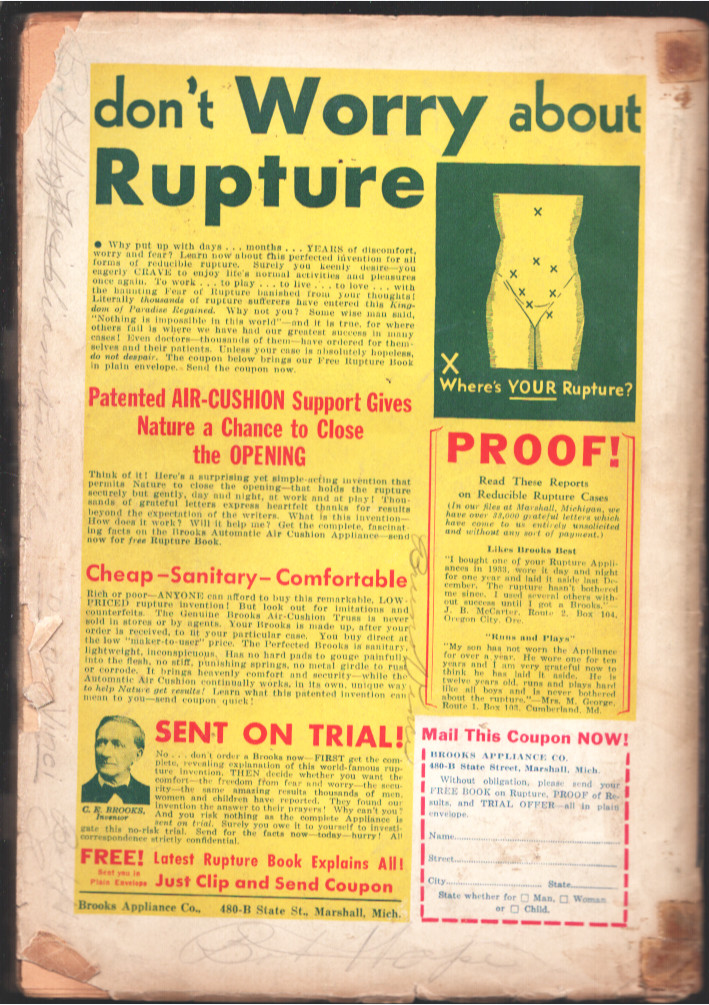 don't Worry about
Rupture
● Why put up with days . . . months . . . YEARS of discomfort,
worry and fear? Learn now about this perfected invention for all
forms of reducible rupture. Surely you keenly desire—you
eagerly CRAVE to enjoy life's normal activities and pleasures
once again. To work . . . to play . . . to live . . . to love . . . with
the haunting Fear of Rupture banished from your thoughts!
Literally thousands of rupture sufferers have entered this King-
dom of Paradise Regained. Why not you? Some wise man said,
"Nothing is impossible in this world"—and it is true, for where
others fail is where we have had our greatest success in many
cases! Even doctors—thousands of them—have ordered for them-
selves and their patients. Unless your case is absolutely hopeless,
do not despair. The coupon below brings our Free Rupture Book
in plain envelope. Send the coupon now.
Patented AIR-CUSHION Support Gives
Nature a Chance to Close
the OPENING
Think of it! Here's a surprising yet simple-acting invention that
permits Nature to close the opening—that holds the rupture
securely but gently, day and night, at work and at play! Thou-
sands of grateful letters express heartfelt thanks for results
beyond the expectation of the writers. What is this invention—
How does it work? Will it help me? Get the complete, fascinat-
ing facts on the Brooks Automatic Air Cushion Appliance—send
now for free Rupture Book.
Cheap–Sanitary–Comfortable
Rich or poor—ANYONE can afford to buy this remarkable, LOW-
PRICED rupture invention! But look out for imitations and
counterfeits. The Genuine Brooks Air-Cushion Truss is never
sold in stores or by agents. Your Brooks is made up, after your
order is received, to fit your particular case. You buy direct at
the low "maker-to-user" price. The Perfected Brooks is sanitary,
lightweight, inconspicuous. Has no hard pads to gouge painfully
into the flesh, no stiff, punishing springs, no metal girdle to rust
or corrode. It brings heavenly comfort and security—while the
Automatic Air Cushion continually works, in its own, unique way,
to help Nature get results! Learn what this patented invention can
mean to you—send coupon quick!
C. E. BROOKS,
Inventor
SENT ON TRIAL!
No . . . don't order a Brooks now—FIRST get the com-
plete, revealing explanation of this world-famous rup-
ture invention. THEN decide whether you want the
comfort—the freedom from fear and worry—the secu-
rity—the same amazing results thousands of men,
women and children have reported. They found our
invention the answer to their prayers! Why can't you?
And you risk nothing as the complete Appliance is
sent on trial. Surely you owe it to yourself to investi-
gate this no-risk trial. Send for the facts now—today—hurry! All
correspondence strictly confidential.
FREE! Latest Rupture Book Explains All!
Sent you in
Plain Envelope
Just Clip and Send Coupon
Brooks Appliance Co., 480-B State St., Marshall, Mich.
X
Where's YOUR Rupture?
PROOF!
Read These Reports
on Reducible Rupture Cases
(In our files at Marshall, Michigan, we
have over 33,000 grateful letters which
have come to us entirely unsolicited
and without any sort of payment.)
Likes Brooks Best
"I bought one of your Rupture Appli-
ances in 1933, wore it day and night
for one year and laid it aside last De-
cember. The rupture hasn't bothered
me since. I used several others with-
out success until I got a Brooks."—
J. B. McCarter, Route 2, Box 104,
Oregon City, Ore.
"Runs and Plays"
"My son has not worn the Appliance
for over a year. He wore one for ten
years and I am very grateful now to
think he has laid it aside. He is
twelve years old, runs and plays hard
like all boys and is never bothered
about the rupture."—Mrs. M. George,
Route 1, Box 103, Cumberland, Md.
Mail This Coupon NOW!
BROOKS APPLIANCE CO.
480-B State Street, Marshall, Mich.
Without obligation, please send your
FREE BOOK on Rupture, PROOF of Re-
sults, and TRIAL OFFER—all in plain
envelope.
Name
Street
City State
State whether for □ Man, □ Woman
or □ Child.
Bob Hope